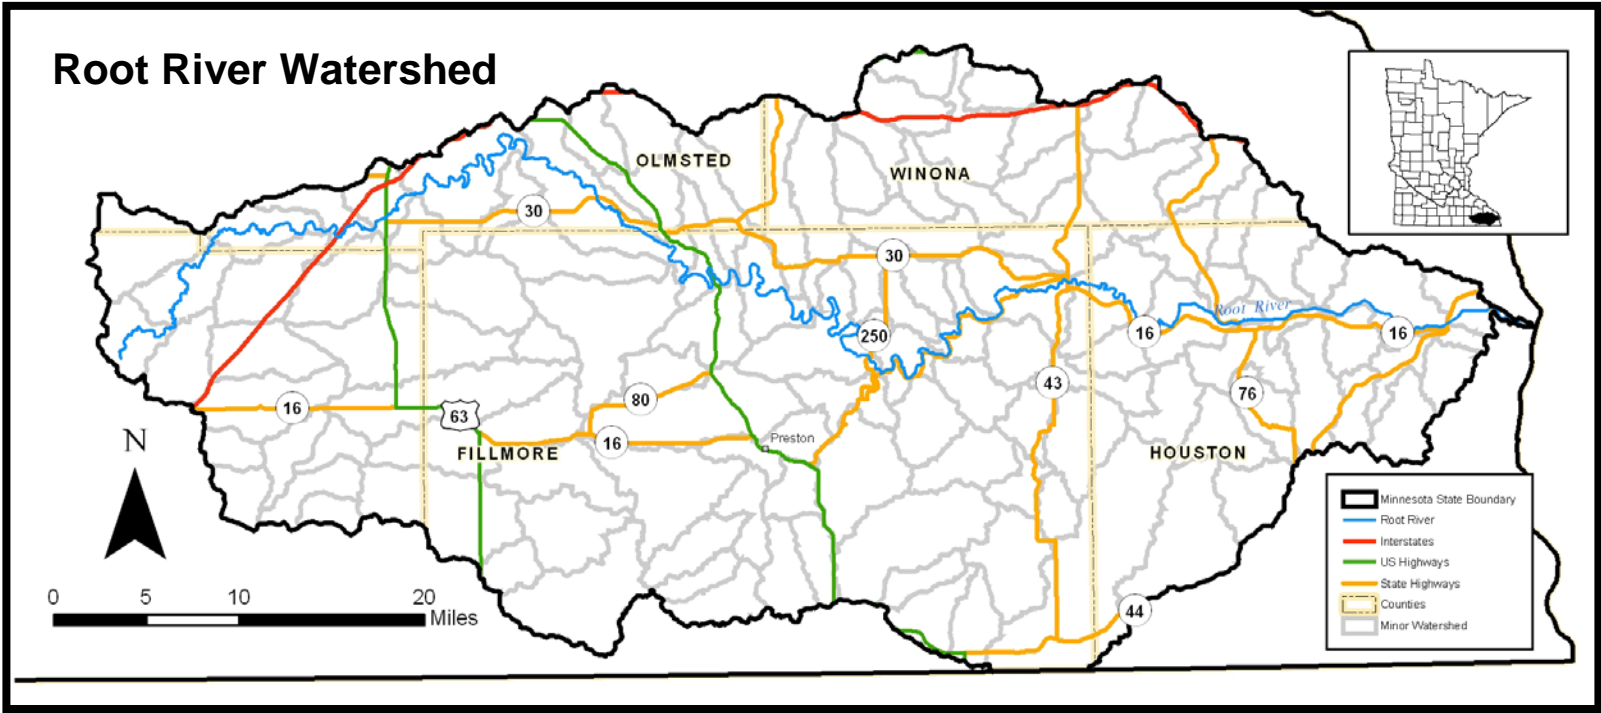 Root River Watershed
OLMSTED
WINONA
30
30
Root River
250
16
16
43
80
76
16
63
16
Preston
FILLMORE
HOUSTON
N
44
0 5 10 20
Miles
Minnesota State Boundary
Root River
Interstates
US Highways
State Highways
Counties
Minor Watershed